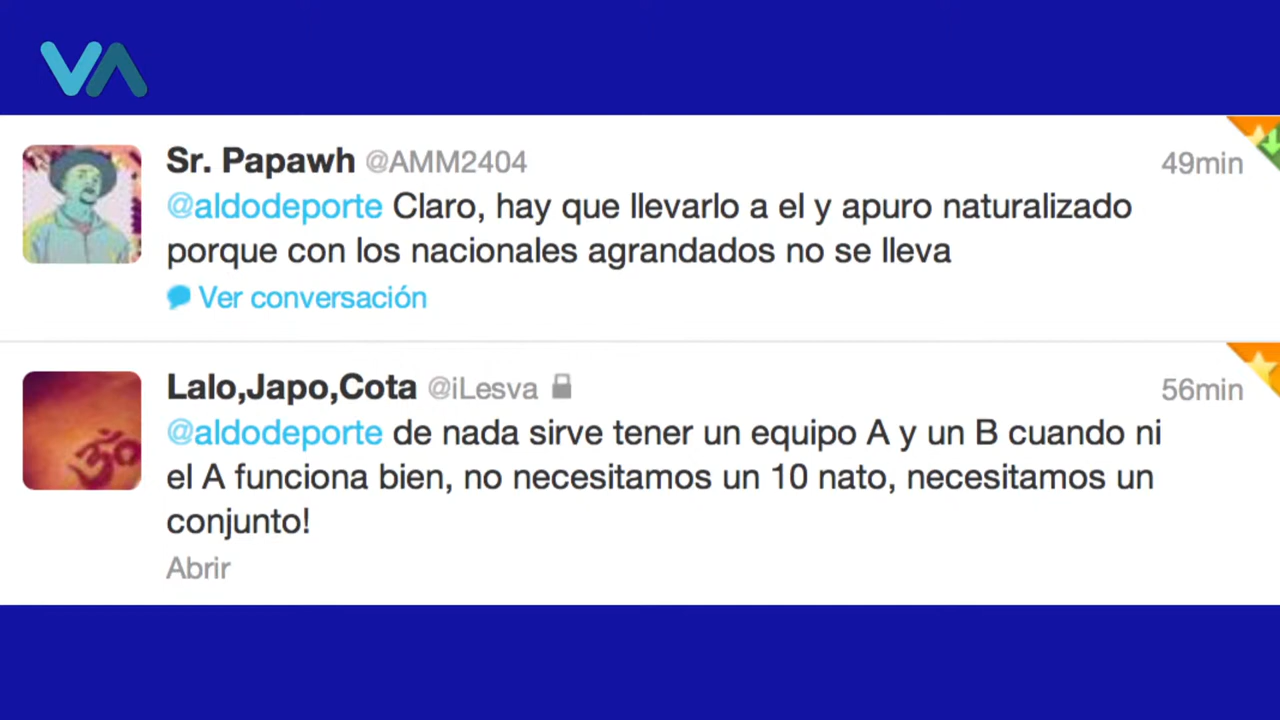 VA
Sr. Papawh @AMM2404 49min
@aldodeporte Claro, hay que llevarlo a el y apuro naturalizado
porque con los nacionales agrandados no se lleva
Ver conversación
Lalo,Japo,Cota @iLesva 56min
@aldodeporte de nada sirve tener un equipo A y un B cuando ni
el A funciona bien, no necesitamos un 10 nato, necesitamos un
conjunto!
Abrir